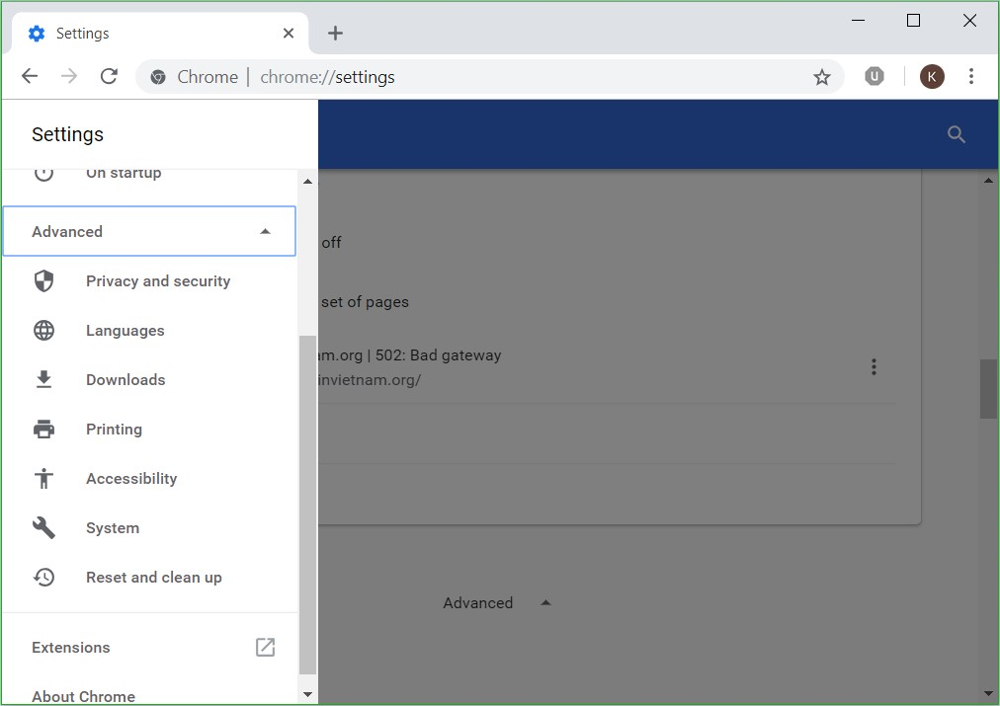 Settings
Chrome | chrome://settings
K
Settings
On startup
Advanced
Privacy and security
Languages
Downloads
Printing
Accessibility
System
Reset and clean up
Extensions
About Chrome
off
set of pages
am.org | 502: Bad gateway
invietnam.org/
Advanced